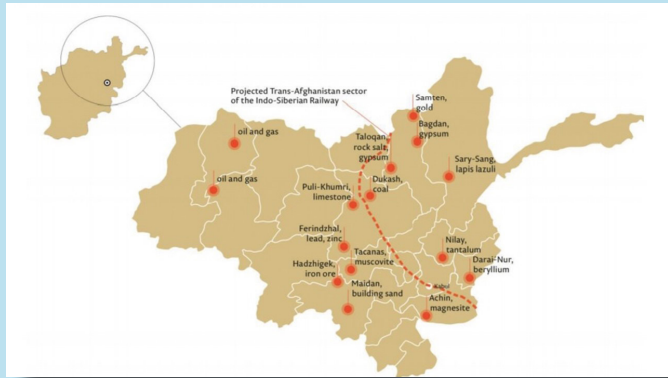 Projected Trans-Afghanistan sector
of the Indo-Siberian Railway
Samten,
gold
Bagdan,
gypsum
oil and gas
Taloqan,
rock salz,
gypsum
Sary-Sang,
lapis lazuli
oil and gas
Dukash,
coal
Puli-Khumri,
limestone
Ferindzhal,
lead, zinc
Nilay,
tantalum
Tacanas,
muscovite
Darai-Nur,
beryllium
Hadzhigek,
iron ore
Maidan,
building sand
Kabul
Achin,
magnesite